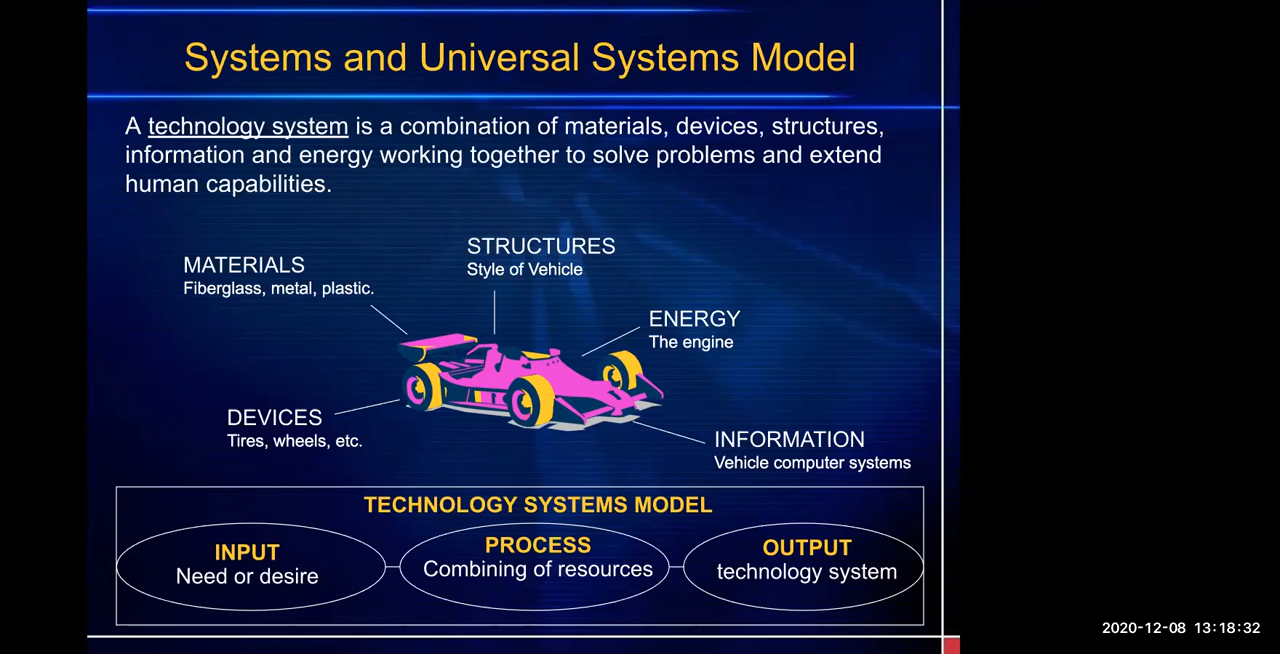 Systems and Universal Systems Model
A technology system is a combination of materials, devices, structures,
information and energy working together to solve problems and extend
human capabilities.
STRUCTURES
Style of Vehicle
MATERIALS
Fiberglass, metal, plastic.
ENERGY
The engine
DEVICES
Tires, wheels, etc.
INFORMATION
Vehicle computer systems
TECHNOLOGY SYSTEMS MODEL
INPUT
Need or desire
PROCESS
Combining of resources
OUTPUT
technology system
2020-12-08 13:18:32